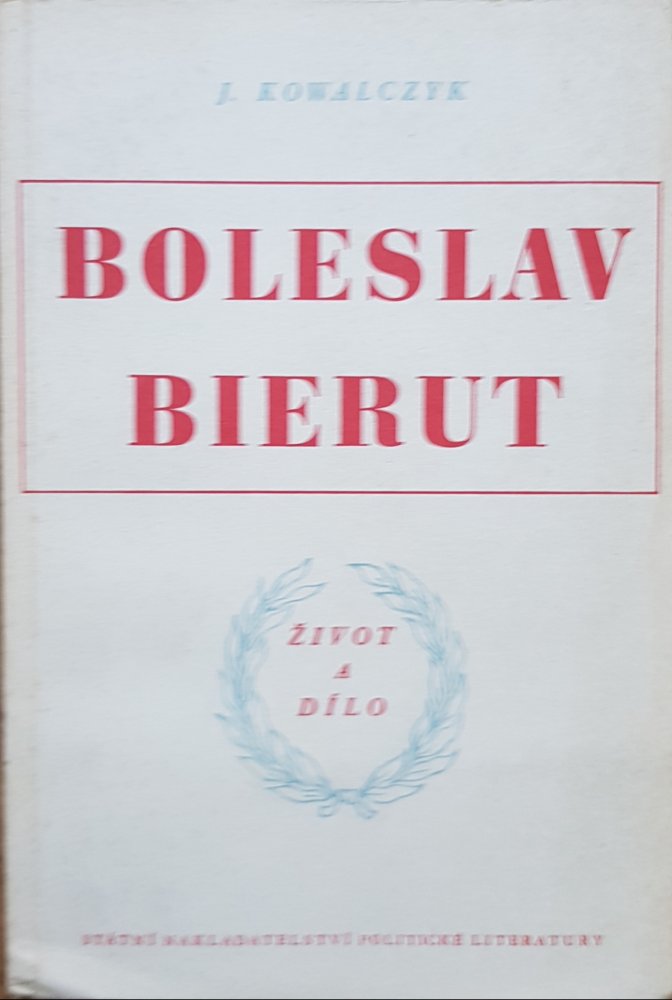 J. KOWALCZYK
BOLESLAV
BIERUT
ŽIVOT
A
DÍLO
STÁTNÍ NAKLADATELSTVÍ POLITICKÉ LITERATURY